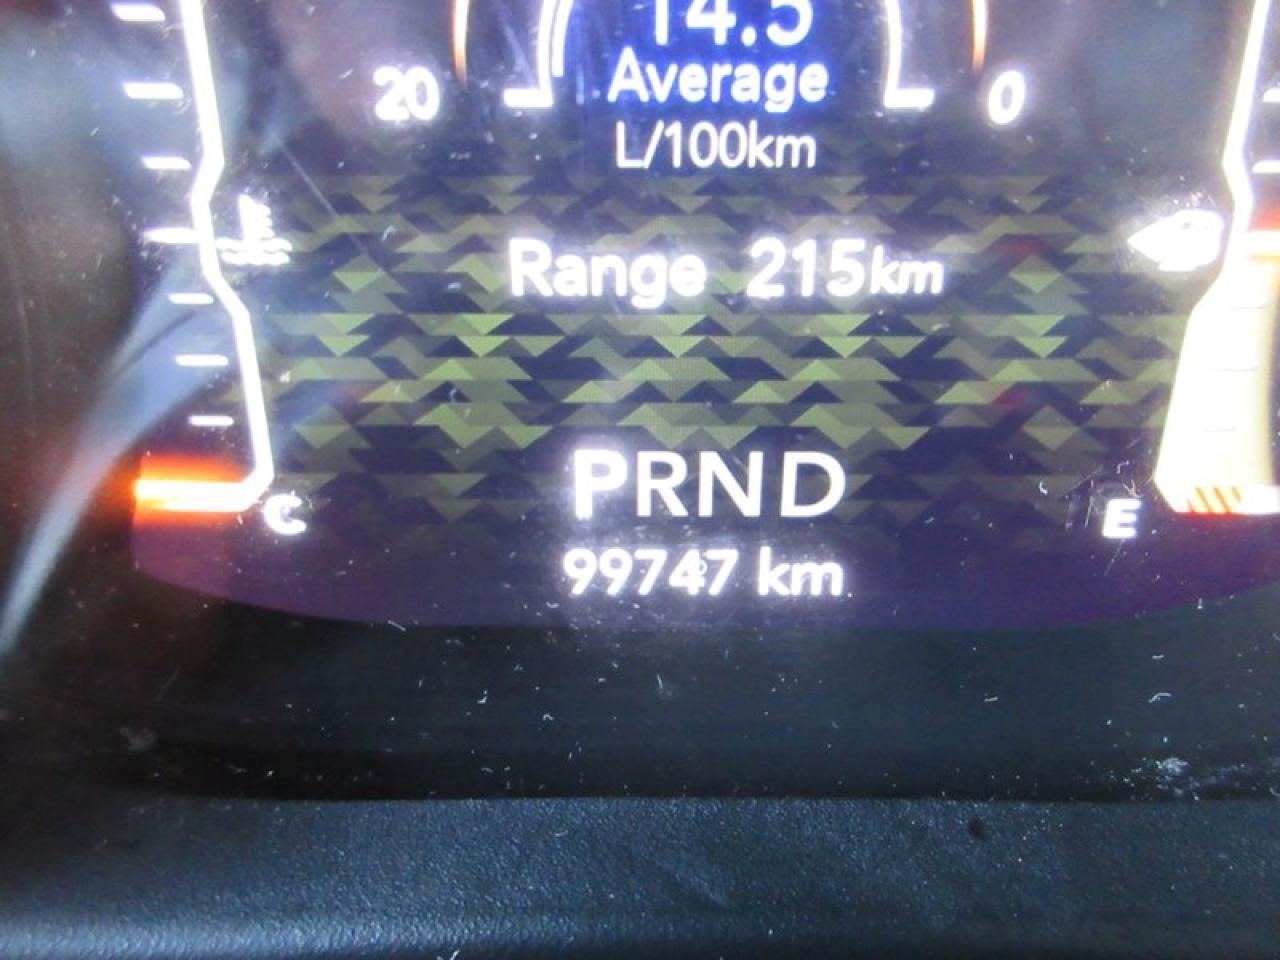 14.5
20 Average 0
L/100km
Range 215km
PRND
C E
99747 km